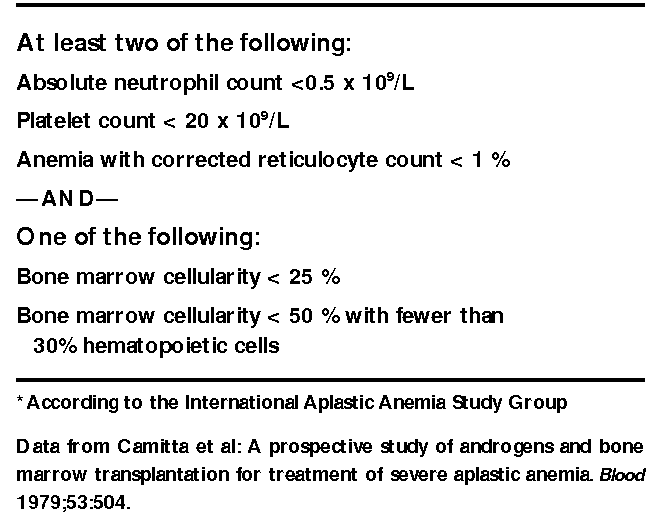 At least two of the following:
Absolute neutrophil count <0.5 x 10⁹/L
Platelet count < 20 x 10⁹/L
Anemia with corrected reticulocyte count < 1 %
—AND—
One of the following:
Bone marrow cellularity < 25 %
Bone marrow cellularity < 50 % with fewer than
30% hematopoietic cells
*According to the International Aplastic Anemia Study Group
Data from Camitta et al: A prospective study of androgens and bone
marrow transplantation for treatment of severe aplastic anemia. Blood
1979;53:504.